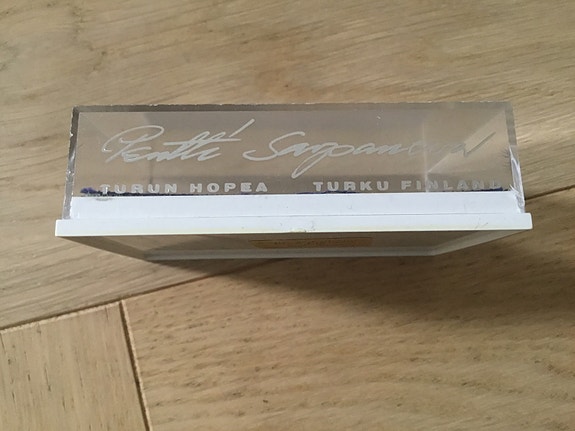 Pentti Sarpaneva
TURUN HOPEA TURKU FINLAND